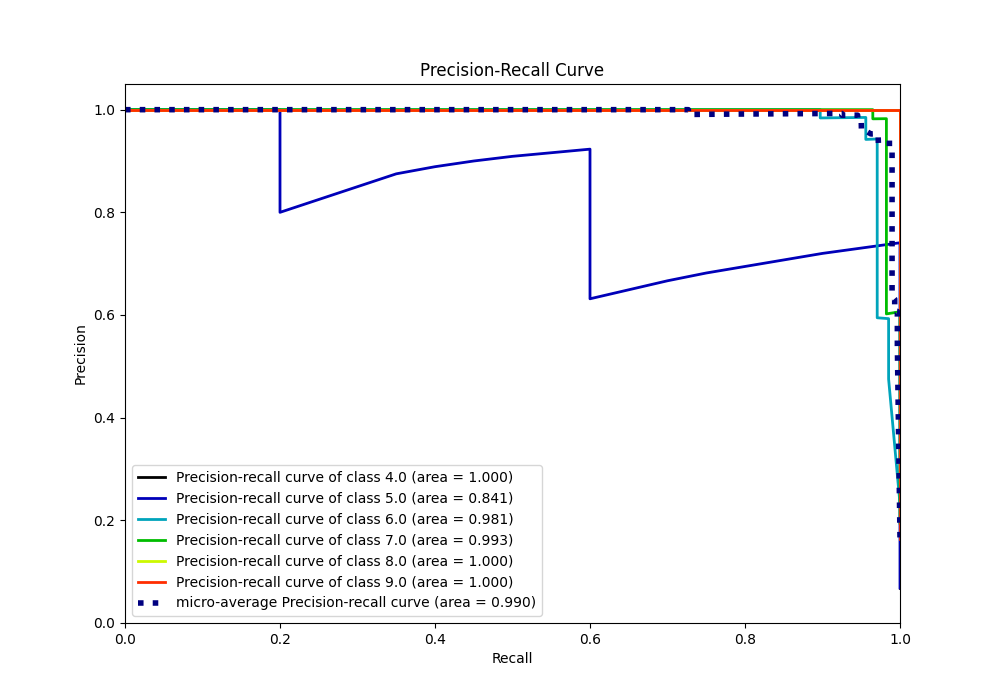 Precision-Recall Curve
1.0
0.8
0.6
0.4
0.2
0.0
Precision
Precision-recall curve of class 4.0 (area = 1.000)
Precision-recall curve of class 5.0 (area = 0.841)
Precision-recall curve of class 6.0 (area = 0.981)
Precision-recall curve of class 7.0 (area = 0.993)
Precision-recall curve of class 8.0 (area = 1.000)
Precision-recall curve of class 9.0 (area = 1.000)
micro-average Precision-recall curve (area = 0.990)
0.0 0.2 0.4 0.6 0.8 1.0
Recall